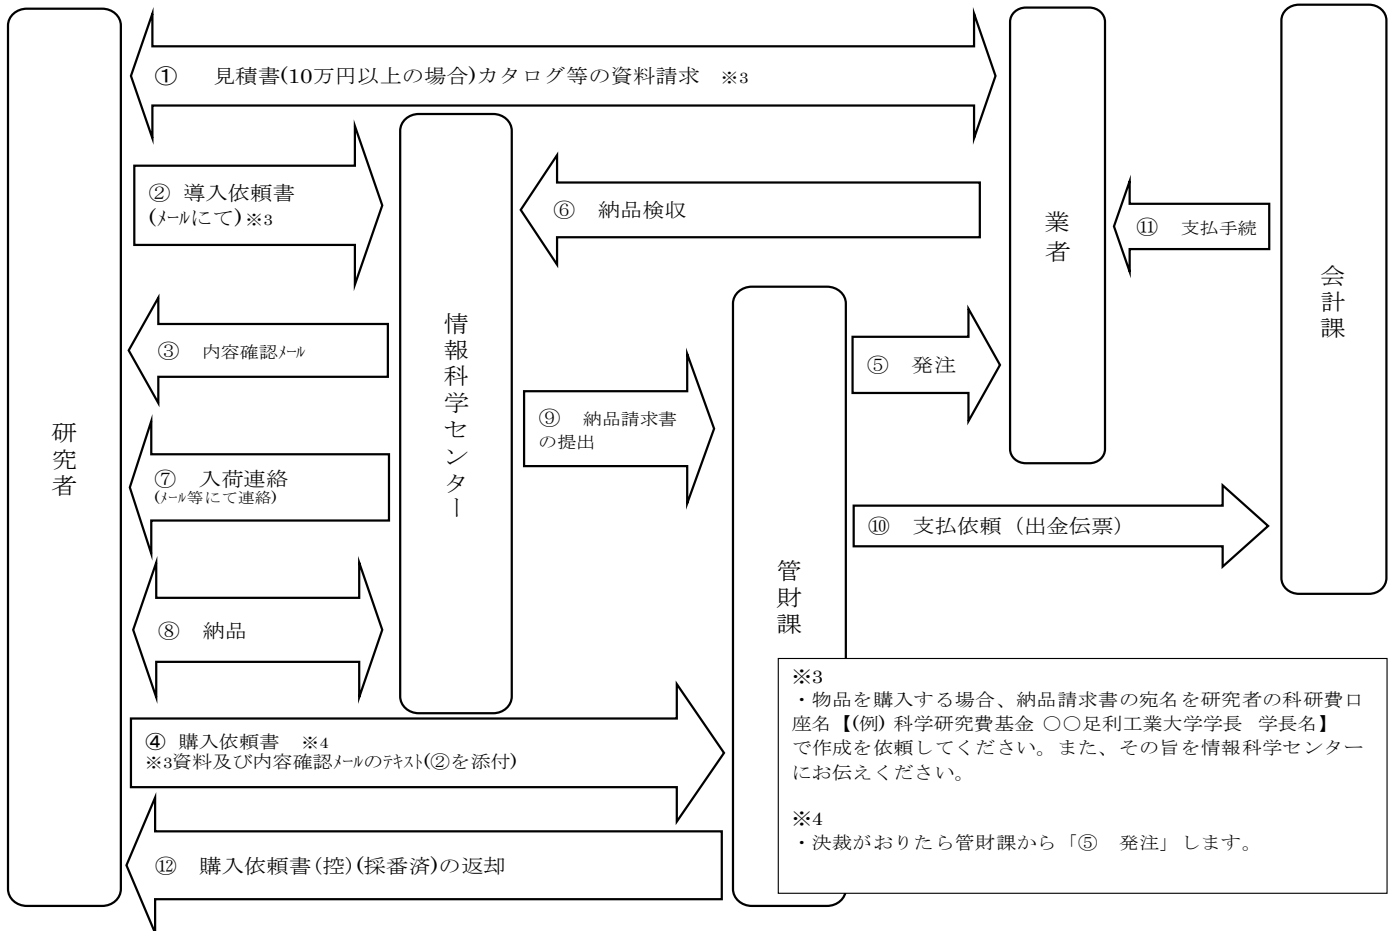 ① 見積書(10万円以上の場合)カタログ等の資料請求 ※3
② 導入依頼書
(メールにて)※3
⑥ 納品検収
業者
⑪ 支払手続
会計課
③ 内容確認メール
情報科学センター
⑤ 発注
⑨ 納品請求書
の提出
研究者
⑦ 入荷連絡
(メール等にて連絡)
⑩ 支払依頼（出金伝票）
管財課
⑧ 納品
④ 購入依頼書 ※4
※3資料及び内容確認メールのテキスト(②を添付)
⑫ 購入依頼書(控)(採番済)の返却
※3
・物品を購入する場合、納品請求書の宛名を研究者の科研費口
座名【(例) 科学研究費基金 〇〇足利工業大学学長 学長名】
で作成を依頼してください。また、その旨を情報科学センター
にお伝えください。
※4
・決裁がおりたら管財課から「⑤ 発注」します。